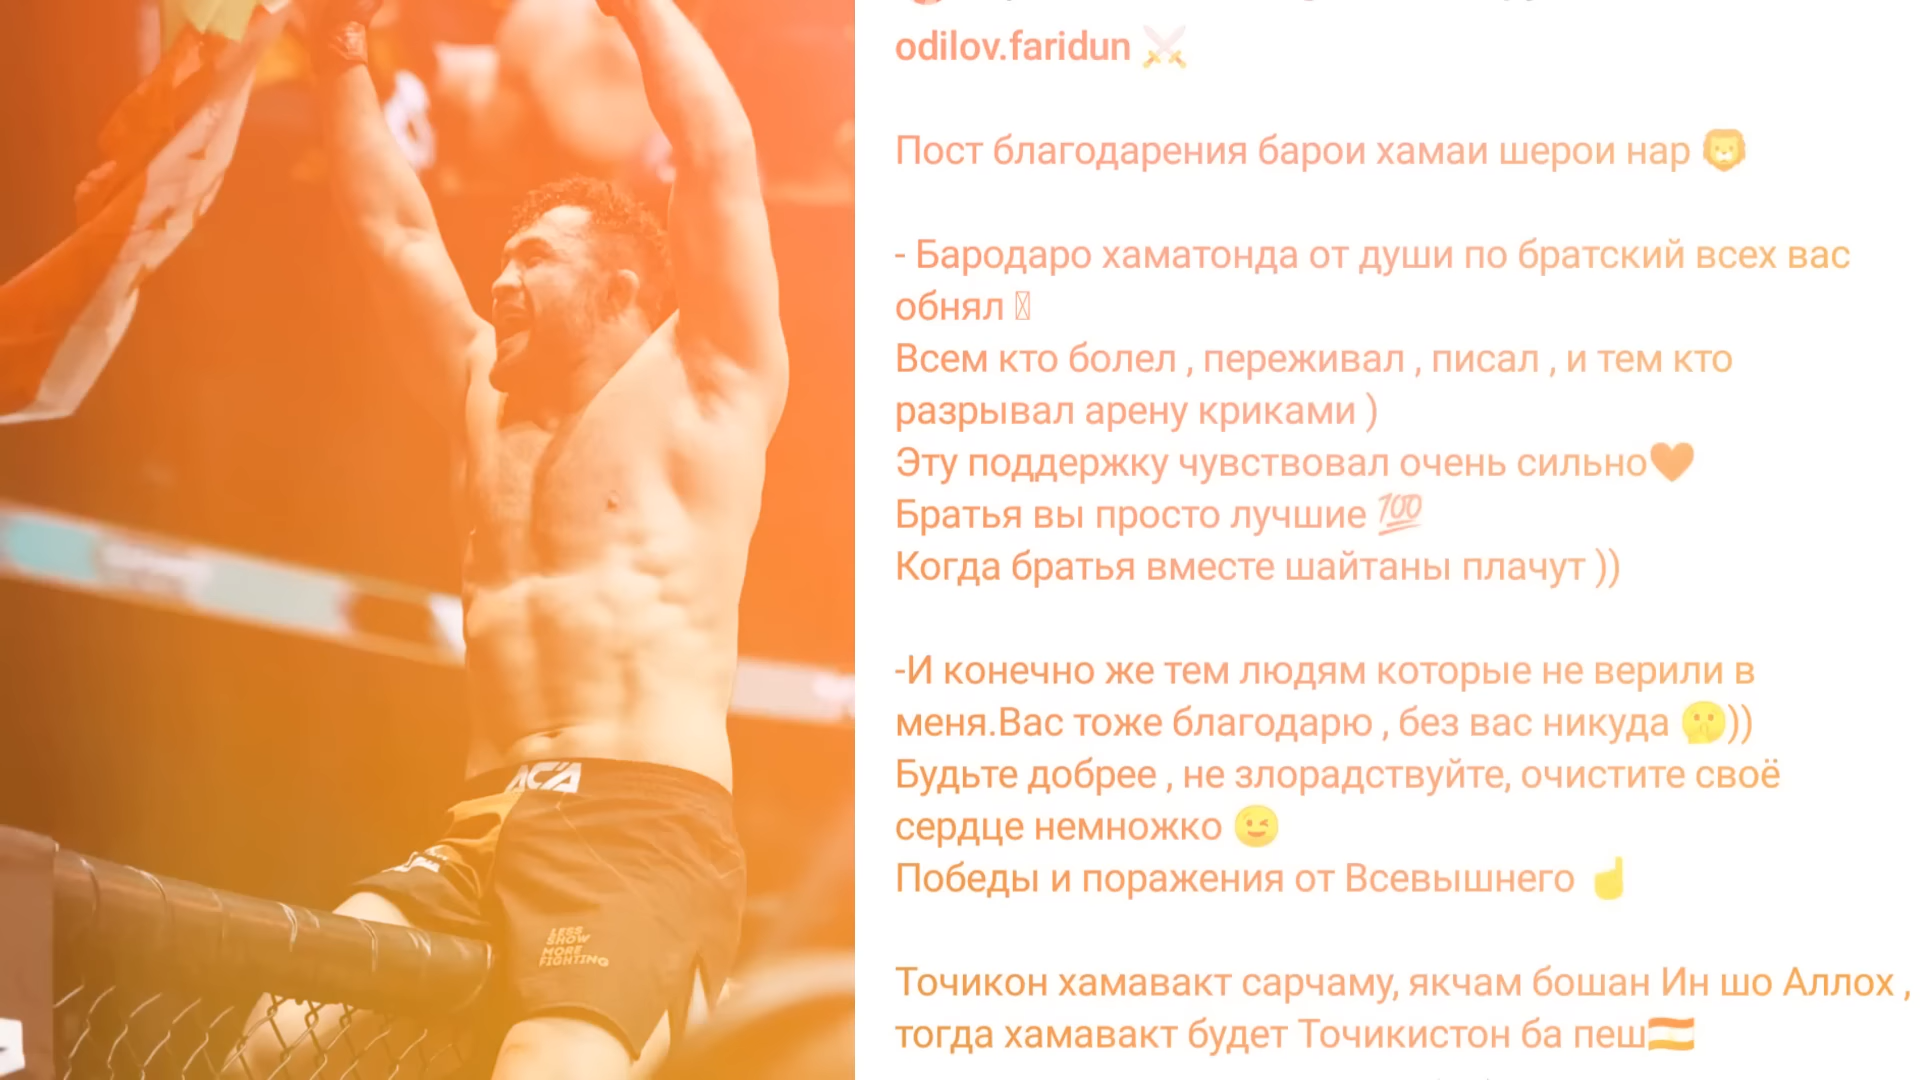 odilov.faridun ⚔️
Пост благодарения барои хамаи шерои нар 🦁
- Бародаро хаматонда от души по братский всех вас
обнял
Всем кто болел , переживал , писал , и тем кто
разрывал арену криками )
Эту поддержку чувствовал очень сильно🧡
Братья вы просто лучшие 💯
Когда братья вместе шайтаны плачут ))
-И конечно же тем людям которые не верили в
меня.Вас тоже благодарю , без вас никуда 🤫))
Будьте добрее , не злорадствуйте, очистите своё
сердце немножко 😉
Победы и поражения от Всевышнего ☝️
Точикон хамавакт сарчаму, якчам бошан Ин шо Аллох ,
тогда хамавакт будет Точикистон ба пеш🇹🇯
ACA
LESS
SHOW
MORE
FIGHTING